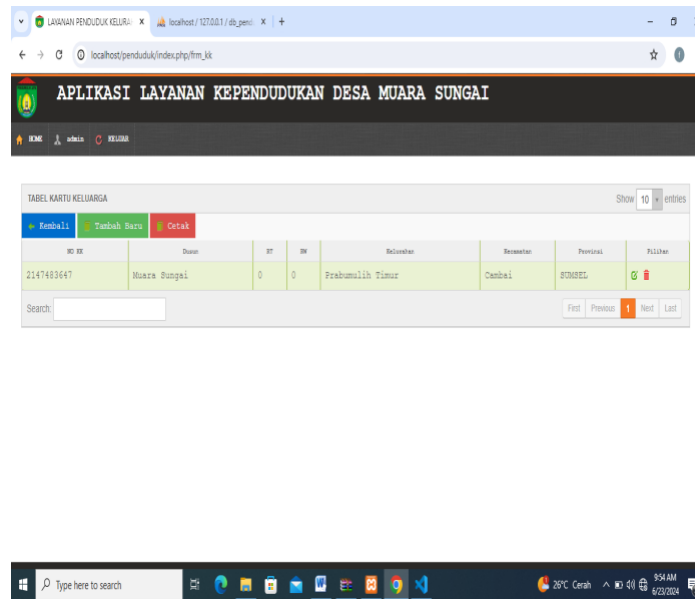 LAYANAN PENDUDUK KELURA
localhost / 127.0.0.1 / db_pend
localhost/penduduk/index.php/frm_kk
APLIKASI LAYANAN KEPENDUDUKAN DESA MUARA SUNGAI
HOME admin KELUAR
TABEL KARTU KELUARGA Show 10 entries
Kembali Tambah Baru Cetak
NO KK Dusun RT RW Kelurahan Kecamatan Provinsi Pilihan
2147483647 Muara Sungai 0 0 Prabumulih Timur Cambai SUMSEL
Search: First Previous 1 Next Last
Type here to search 26°C Cerah 9:54 AM
6/23/2024